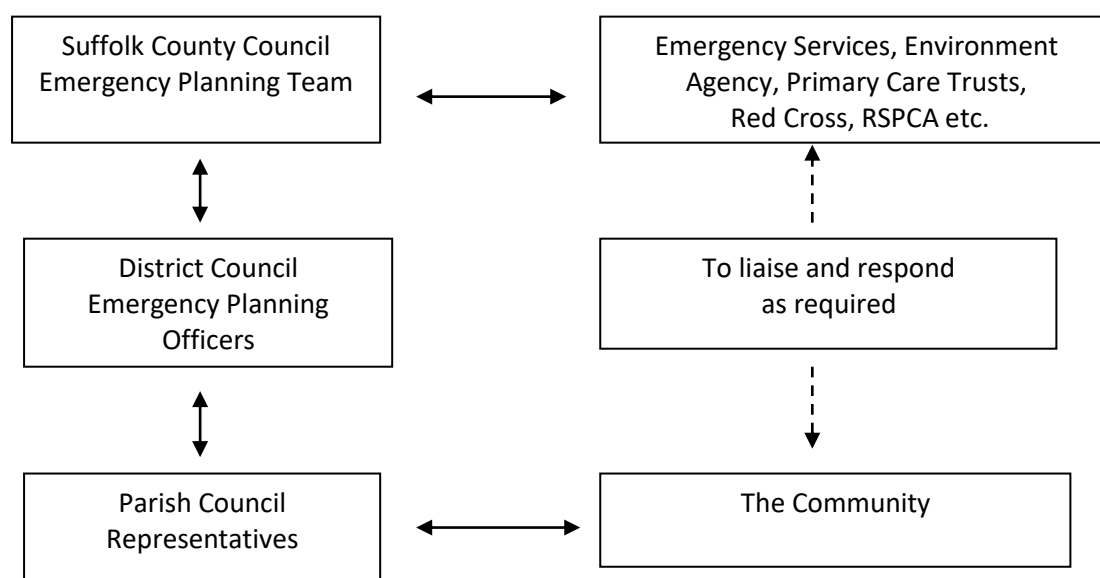 Suffolk County Council
Emergency Planning Team
Emergency Services, Environment
Agency, Primary Care Trusts,
Red Cross, RSPCA etc.
District Council
Emergency Planning
Officers
To liaise and respond
as required
Parish Council
Representatives
The Community